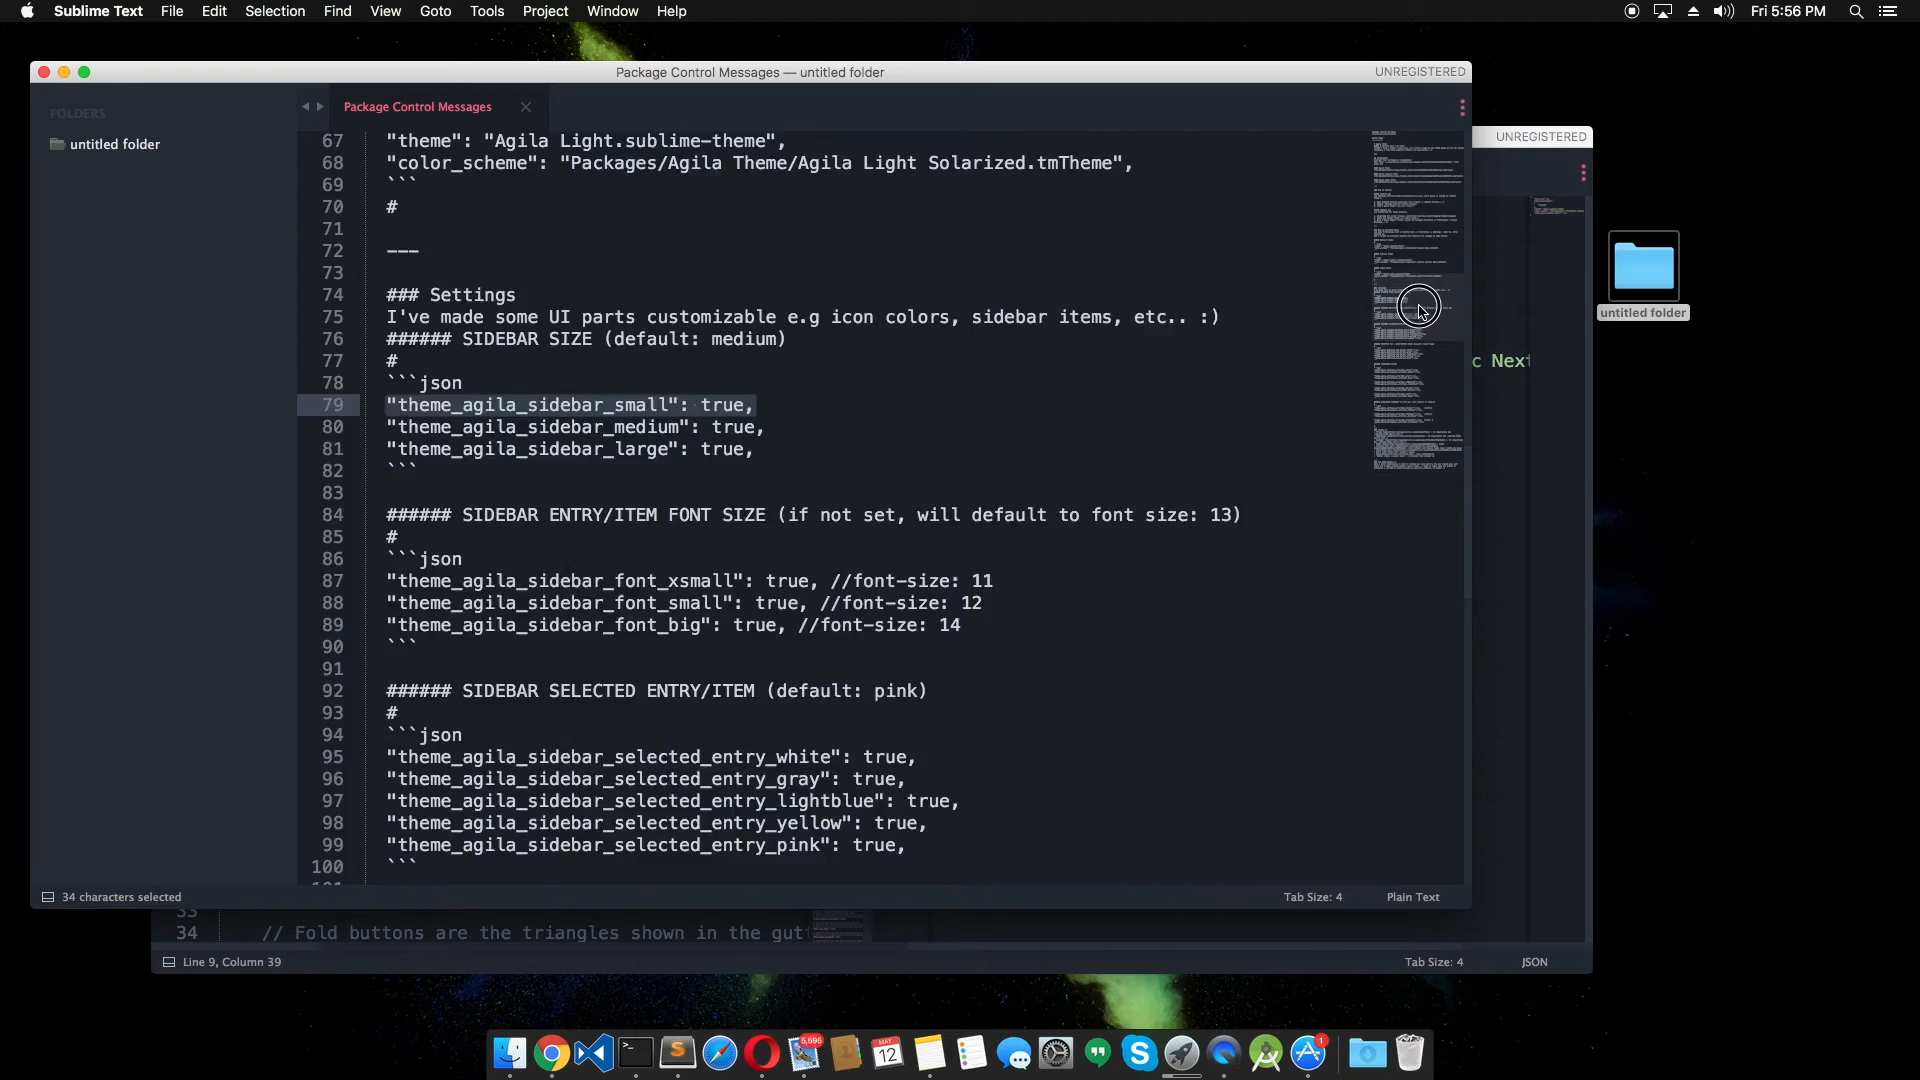 Sublime Text File Edit Selection Find View Goto Tools Project Window Help Fri 5:56 PM
Package Control Messages — untitled folder UNREGISTERED
FOLDERS
untitled folder
Package Control Messages
UNREGISTERED
67 "theme": "Agila Light.sublime-theme",
68 "color_scheme": "Packages/Agila Theme/Agila Light Solarized.tmTheme",
69 ```
70 #
71
72 ---
73
74 ### Settings
75 I've made some UI parts customizable e.g icon colors, sidebar items, etc.. :)
76 ###### SIDEBAR SIZE (default: medium)
77 #
78 ```json
79 "theme_agila_sidebar_small": true,
80 "theme_agila_sidebar_medium": true,
81 "theme_agila_sidebar_large": true,
82 ```
83
84 ###### SIDEBAR ENTRY/ITEM FONT SIZE (if not set, will default to font size: 13)
85 #
86 ```json
87 "theme_agila_sidebar_font_xsmall": true, //font-size: 11
88 "theme_agila_sidebar_font_small": true, //font-size: 12
89 "theme_agila_sidebar_font_big": true, //font-size: 14
90 ```
91
92 ###### SIDEBAR SELECTED ENTRY/ITEM (default: pink)
93 #
94 ```json
95 "theme_agila_sidebar_selected_entry_white": true,
96 "theme_agila_sidebar_selected_entry_gray": true,
97 "theme_agila_sidebar_selected_entry_lightblue": true,
98 "theme_agila_sidebar_selected_entry_yellow": true,
99 "theme_agila_sidebar_selected_entry_pink": true,
100 ```
c Next
untitled folder
34 characters selected Tab Size: 4 Plain Text
33
34 // Fold buttons are the triangles shown in the gut
Line 9, Column 39 Tab Size: 4 JSON
5,595
MAY
12
1